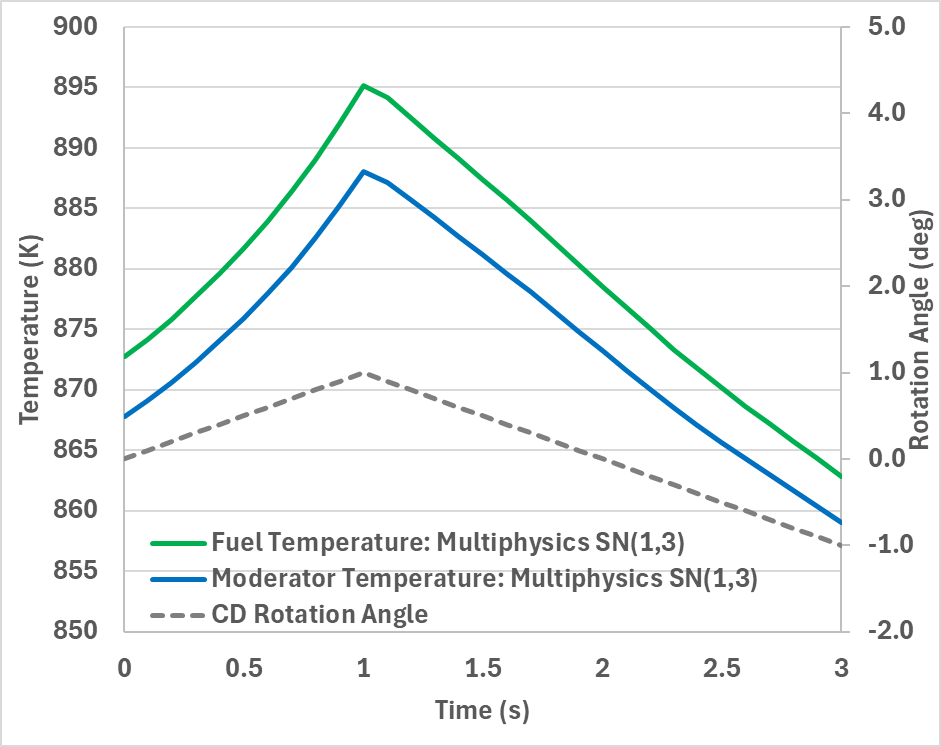 900
895
890
885
880
875
870
865
860
855
850
Temperature (K)
5.0
4.0
3.0
2.0
1.0
0.0
-1.0
-2.0
Rotation Angle (deg)
Fuel Temperature: Multiphysics SN(1,3)
Moderator Temperature: Multiphysics SN(1,3)
CD Rotation Angle
0 0.5 1 1.5 2 2.5 3
Time (s)